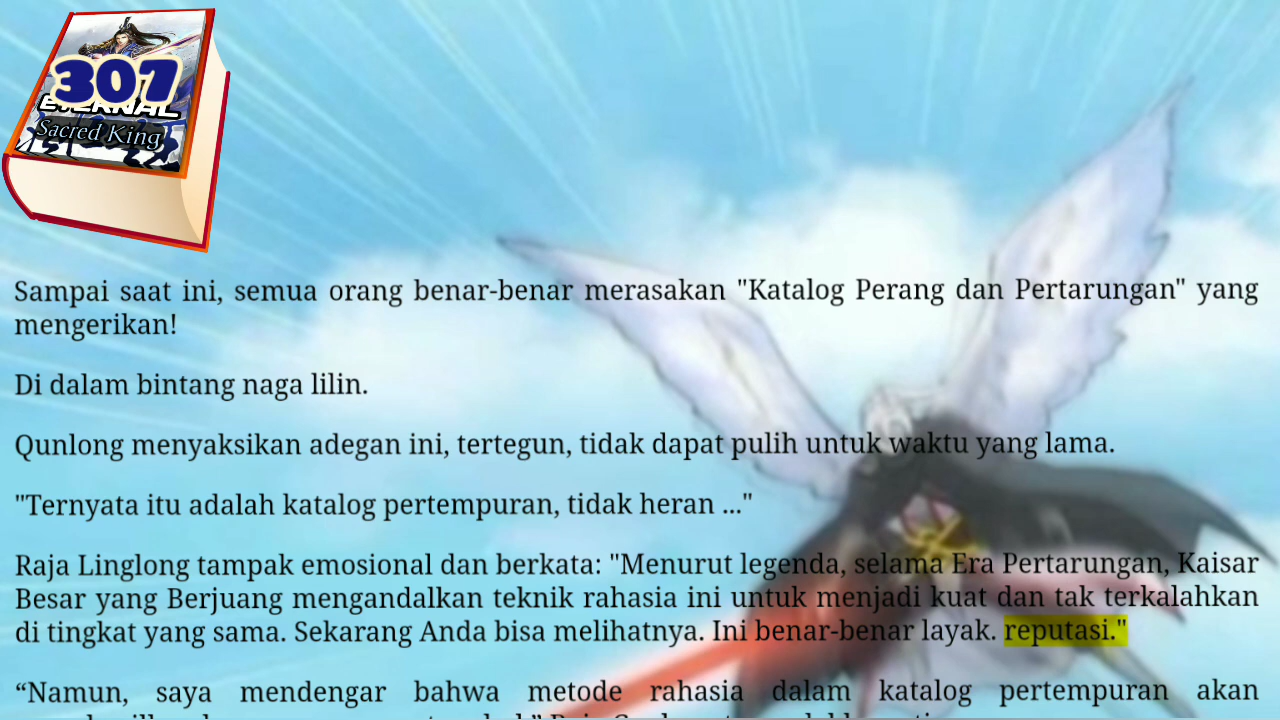 307
ETERNAL
Sacred King
Sampai saat ini, semua orang benar-benar merasakan "Katalog Perang dan Pertarungan" yang
mengerikan!
Di dalam bintang naga lilin.
Qunlong menyaksikan adegan ini, tertegun, tidak dapat pulih untuk waktu yang lama.
"Ternyata itu adalah katalog pertempuran, tidak heran ..."
Raja Linglong tampak emosional dan berkata: "Menurut legenda, selama Era Pertarungan, Kaisar
Besar yang Berjuang mengandalkan teknik rahasia ini untuk menjadi kuat dan tak terkalahkan
di tingkat yang sama. Sekarang Anda bisa melihatnya. Ini benar-benar layak. reputasi."
“Namun, saya mendengar bahwa metode rahasia dalam katalog pertempuran akan